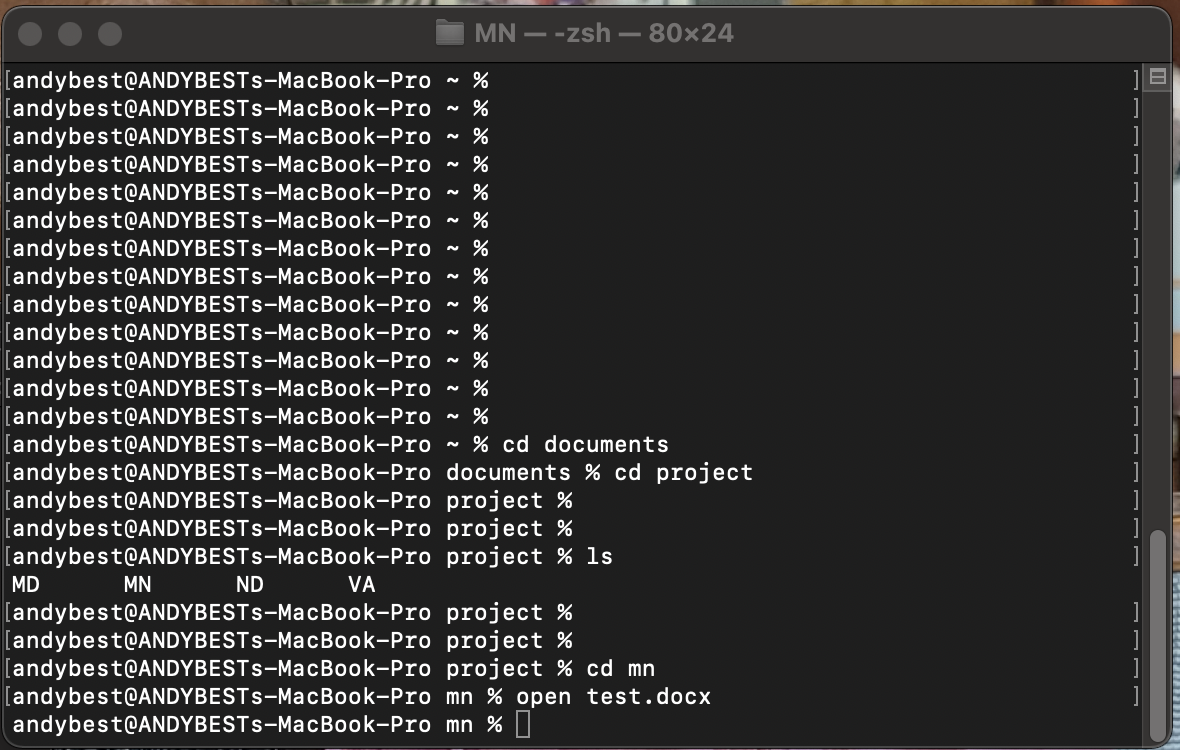 MN — -zsh — 80×24
[andybest@ANDYBESTs-MacBook-Pro ~ % ]
[andybest@ANDYBESTs-MacBook-Pro ~ % ]
[andybest@ANDYBESTs-MacBook-Pro ~ % ]
[andybest@ANDYBESTs-MacBook-Pro ~ % ]
[andybest@ANDYBESTs-MacBook-Pro ~ % ]
[andybest@ANDYBESTs-MacBook-Pro ~ % ]
[andybest@ANDYBESTs-MacBook-Pro ~ % ]
[andybest@ANDYBESTs-MacBook-Pro ~ % ]
[andybest@ANDYBESTs-MacBook-Pro ~ % ]
[andybest@ANDYBESTs-MacBook-Pro ~ % ]
[andybest@ANDYBESTs-MacBook-Pro ~ % ]
[andybest@ANDYBESTs-MacBook-Pro ~ % ]
[andybest@ANDYBESTs-MacBook-Pro ~ % ]
[andybest@ANDYBESTs-MacBook-Pro ~ % cd documents ]
[andybest@ANDYBESTs-MacBook-Pro documents % cd project ]
[andybest@ANDYBESTs-MacBook-Pro project % ]
[andybest@ANDYBESTs-MacBook-Pro project % ]
[andybest@ANDYBESTs-MacBook-Pro project % ls ]
MD MN ND VA
[andybest@ANDYBESTs-MacBook-Pro project % ]
[andybest@ANDYBESTs-MacBook-Pro project % ]
[andybest@ANDYBESTs-MacBook-Pro project % cd mn ]
[andybest@ANDYBESTs-MacBook-Pro mn % open test.docx ]
andybest@ANDYBESTs-MacBook-Pro mn %